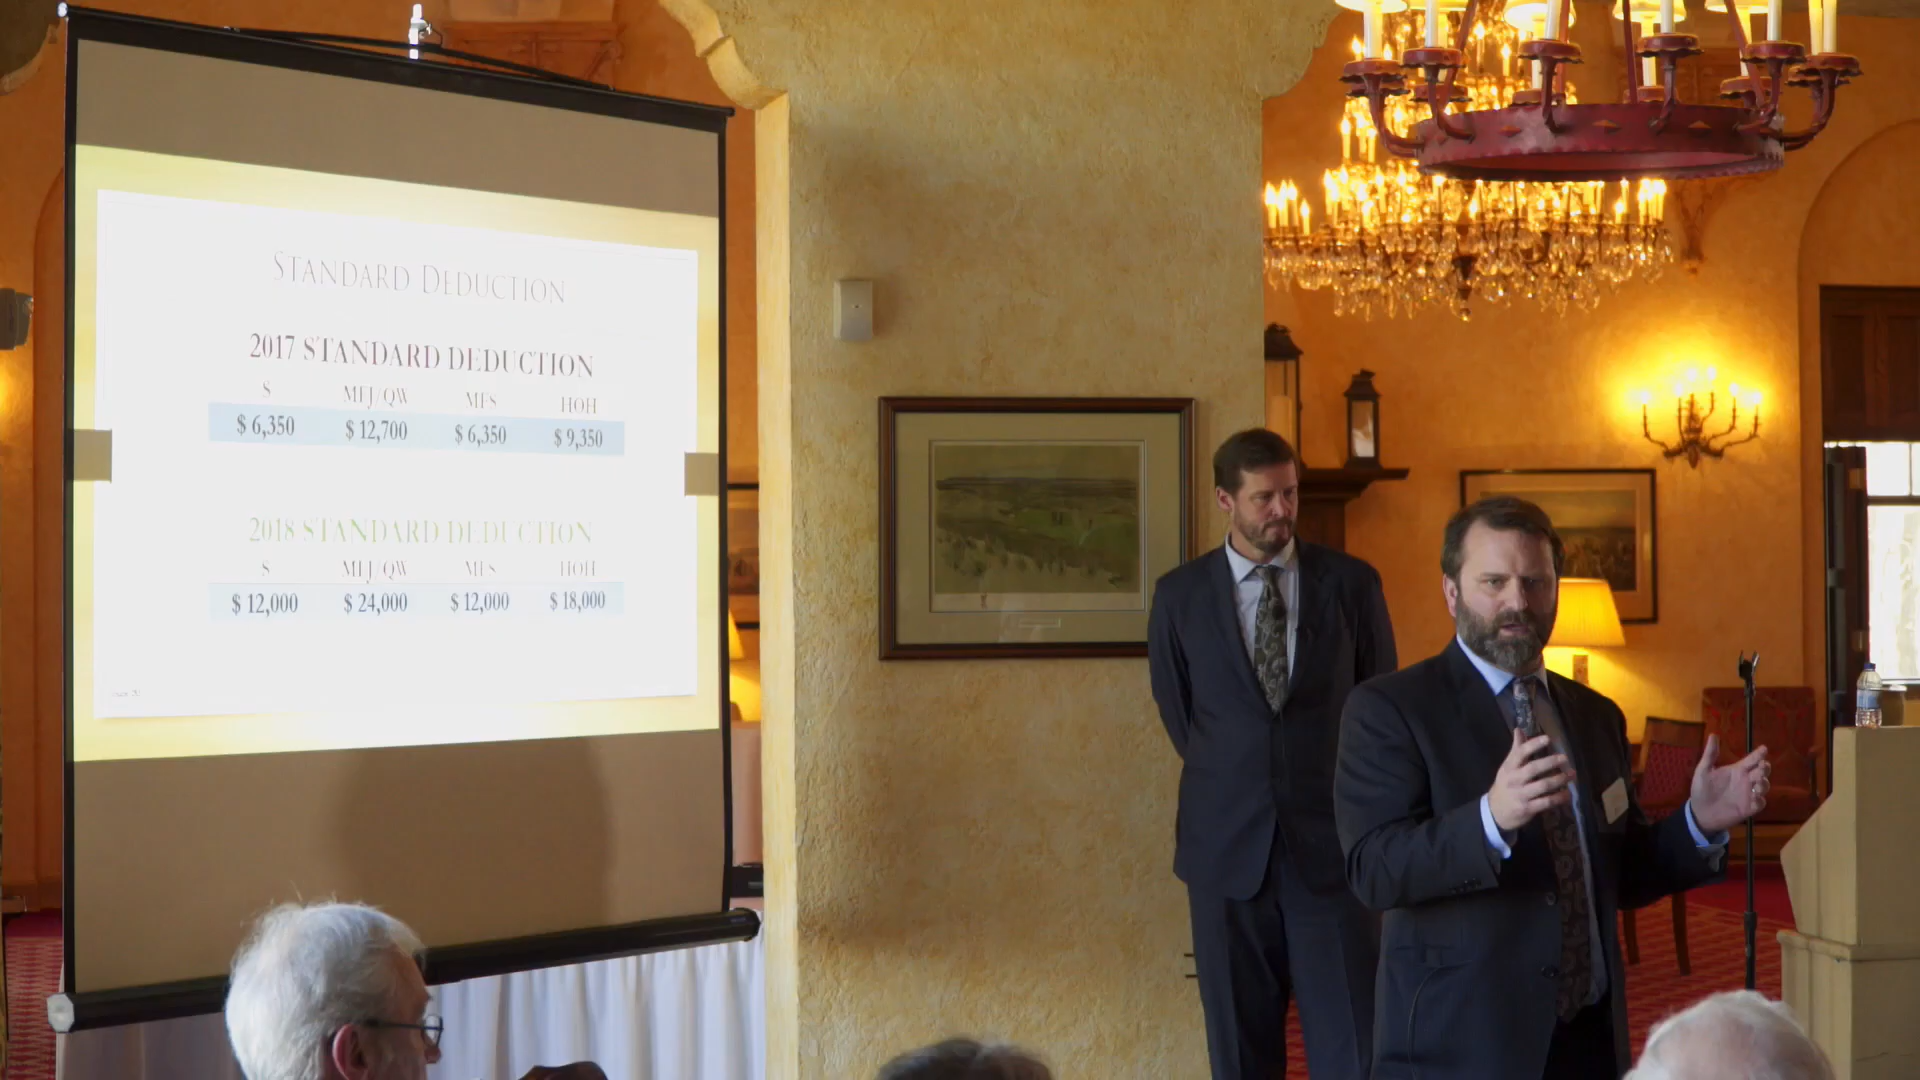 STANDARD DEDUCTION
2017 STANDARD DEDUCTION
S MFJ/QW MFS HOH
$ 6,350 $ 12,700 $ 6,350 $ 9,350
2018 STANDARD DEDUCTION
S MFJ/QW MFS HOH
$ 12,000 $ 24,000 $ 12,000 $ 18,000